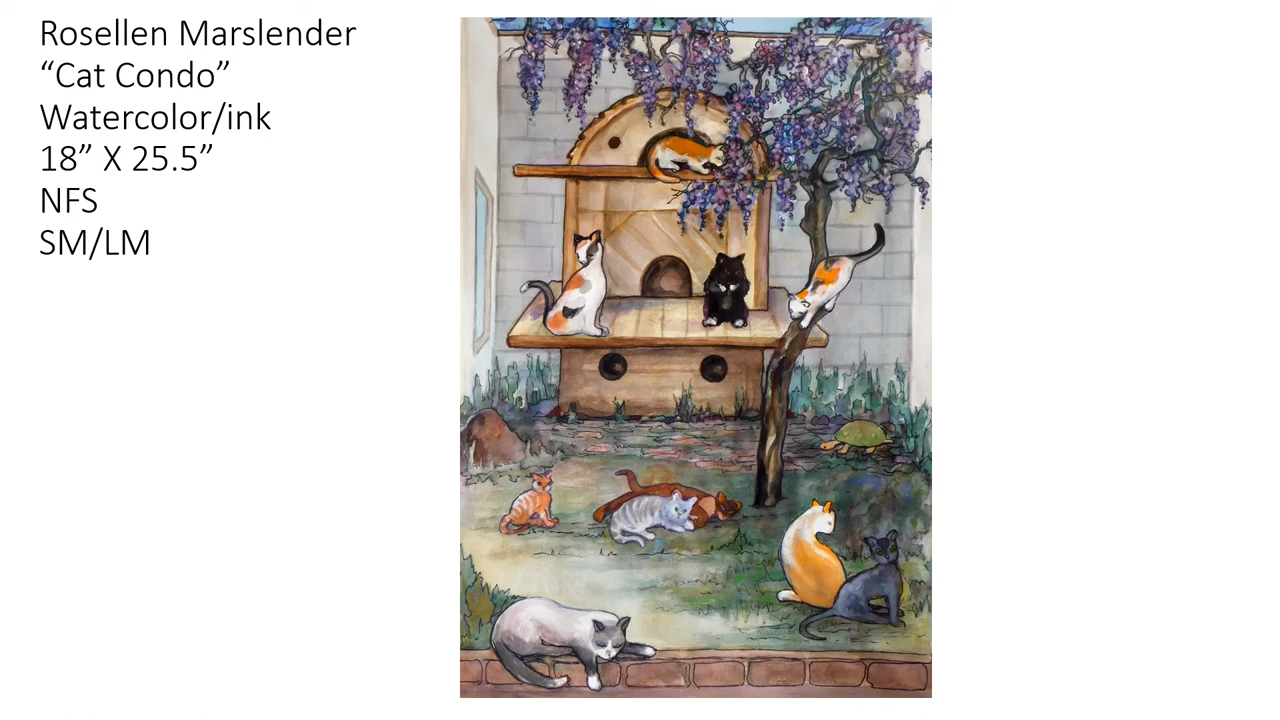 Rosellen Marslender
“Cat Condo”
Watercolor/ink
18” X 25.5”
NFS
SM/LM